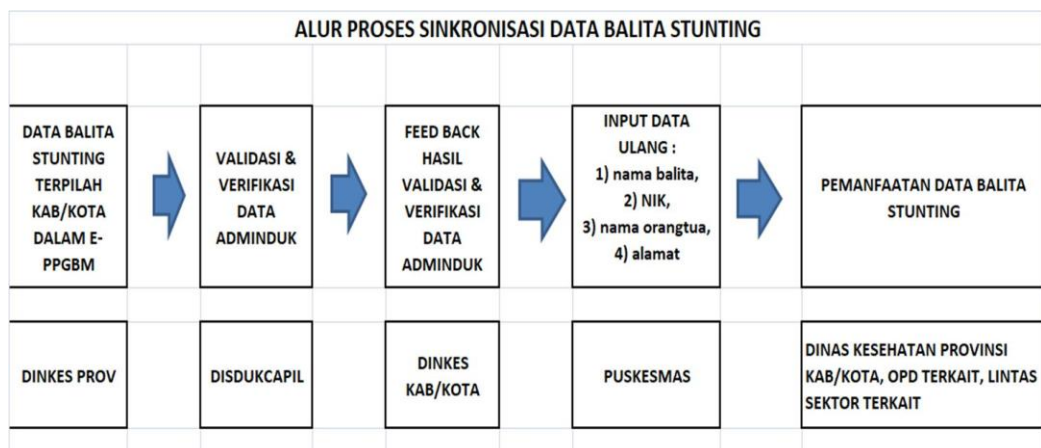 ALUR PROSES SINKRONISASI DATA BALITA STUNTING
DATA BALITA
STUNTING
TERPILAH
KAB/KOTA
DALAM E-
PPGBM
VALIDASI &
VERIFIKASI
DATA
ADMINDUK
FEED BACK
HASIL
VALIDASI &
VERIFIKASI
DATA
ADMINDUK
INPUT DATA
ULANG :
1) nama balita,
2) NIK,
3) nama orangtua,
4) alamat
PEMANFAATAN DATA BALITA
STUNTING
DINKES PROV
DISDUKCAPIL
DINKES
KAB/KOTA
PUSKESMAS
DINAS KESEHATAN PROVINSI
KAB/KOTA, OPD TERKAIT, LINTAS
SEKTOR TERKAIT